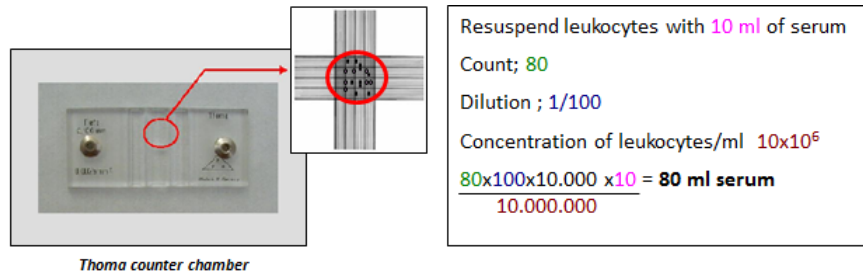 Resuspend leukocytes with 10 ml of serum
Count; 80
Dilution ; 1/100
Concentration of leukocytes/ml 10x10⁶
80x100x10.000 x10 = 80 ml serum
10.000.000
Thoma counter chamber